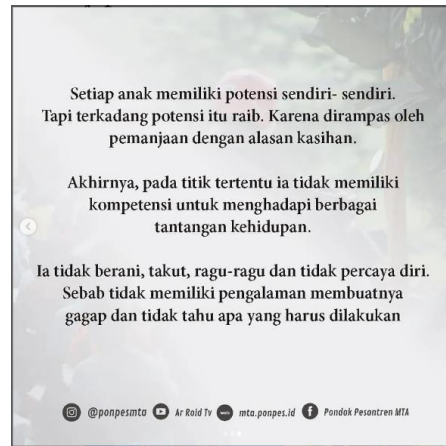 Setiap anak memiliki potensi sendiri- sendiri.
Tapi terkadang potensi itu raib. Karena dirampas oleh
pemanjaan dengan alasan kasihan.
Akhirnya, pada titik tertentu ia tidak memiliki
kompetensi untuk menghadapi berbagai
tantangan kehidupan.
Ia tidak berani, takut, ragu-ragu dan tidak percaya diri.
Sebab tidak memiliki pengalaman membuatnya
gagap dan tidak tahu apa yang harus dilakukan
@ponpesmta Ar Roid Tv mta.ponpes.id Pondok Pesantren MTA